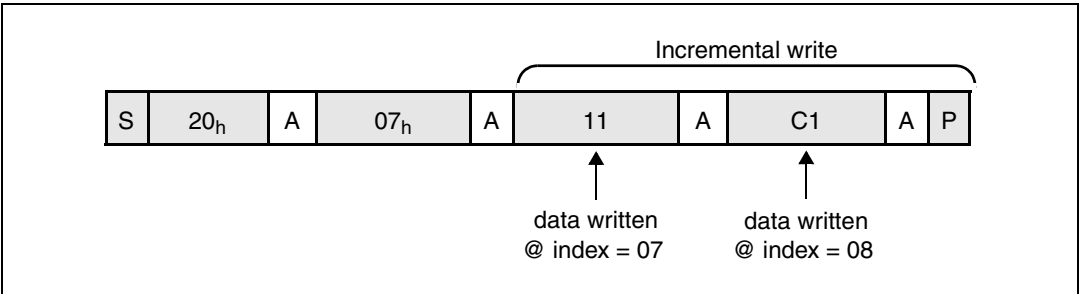 Incremental write
S 20h A 07h A 11 A C1 A P
data written data written
@ index = 07 @ index = 08